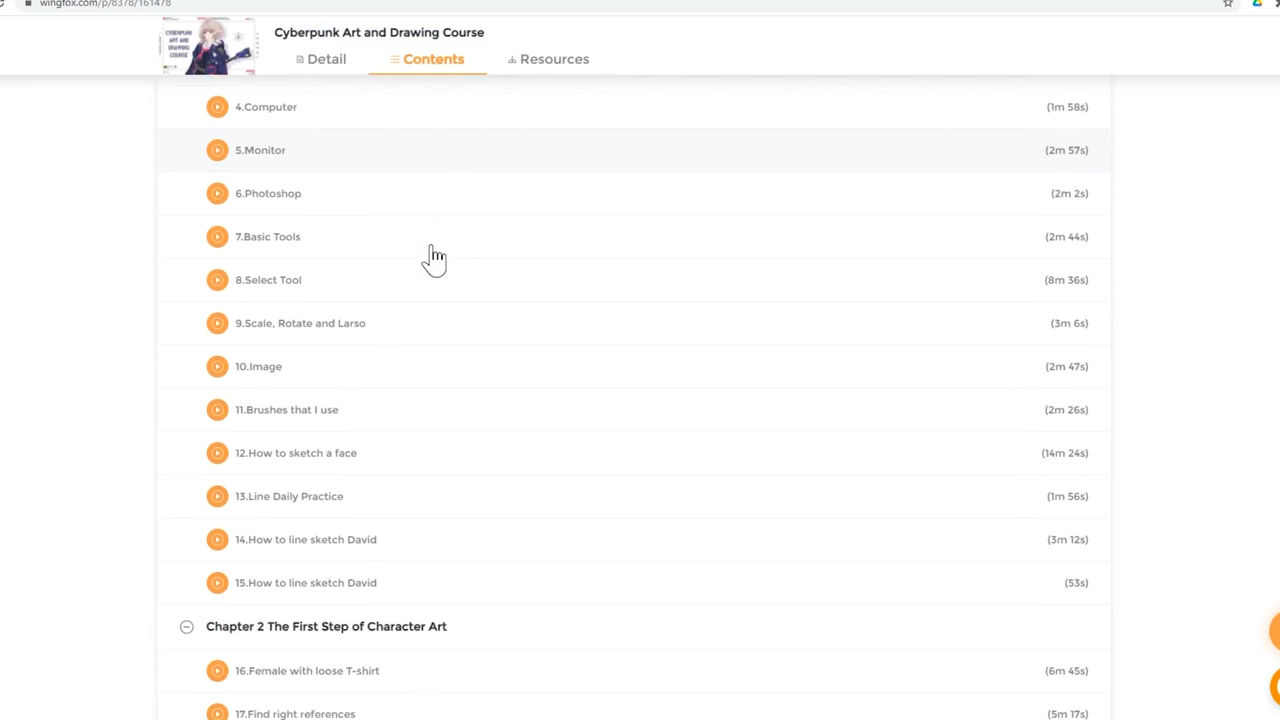 wingfox.com/p/8378/161478
CYBERPUNK
ART AND
DRAWING
COURSE
Cyberpunk Art and Drawing Course
Detail
Contents
Resources
4.Computer (1m 58s)
5.Monitor (2m 57s)
6.Photoshop (2m 2s)
7.Basic Tools (2m 44s)
8.Select Tool (8m 36s)
9.Scale, Rotate and Larso (3m 6s)
10.Image (2m 47s)
11.Brushes that I use (2m 26s)
12.How to sketch a face (14m 24s)
13.Line Daily Practice (1m 56s)
14.How to line sketch David (3m 12s)
15.How to line sketch David (53s)
Chapter 2 The First Step of Character Art
16.Female with loose T-shirt (6m 45s)
17.Find right references (5m 17s)